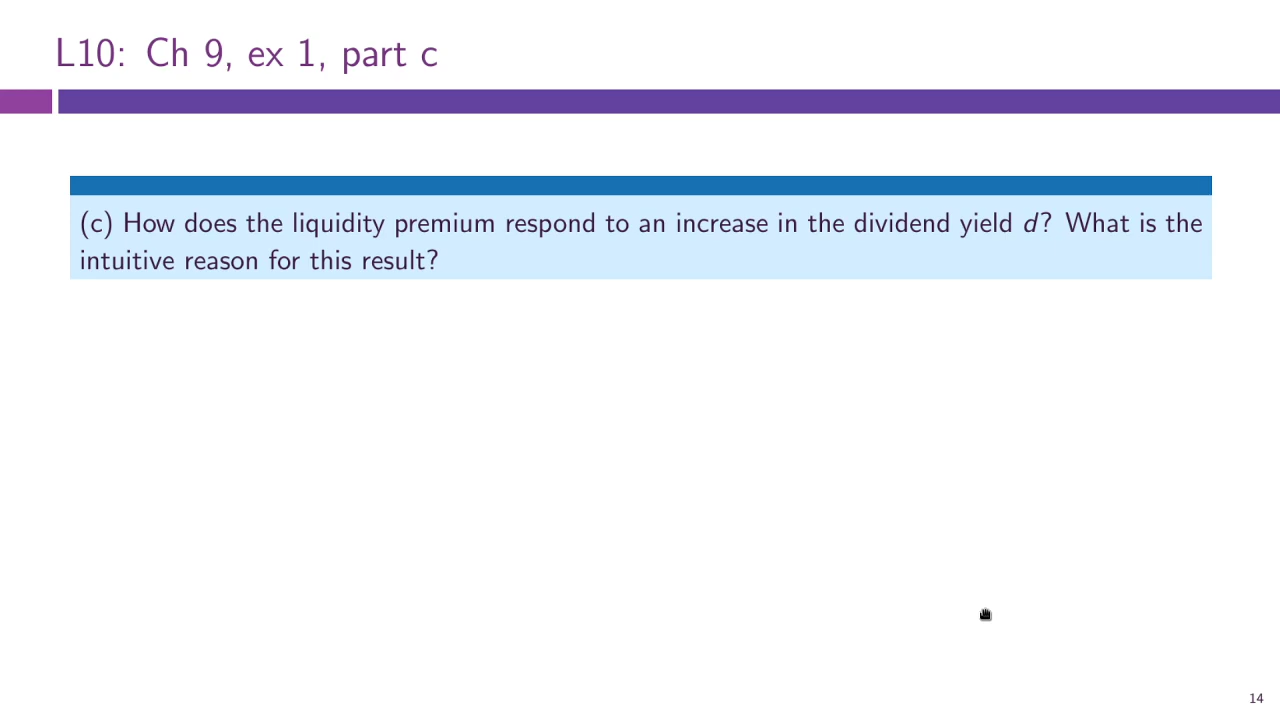 L10: Ch 9, ex 1, part c
(c) How does the liquidity premium respond to an increase in the dividend yield d? What is the
intuitive reason for this result?
14